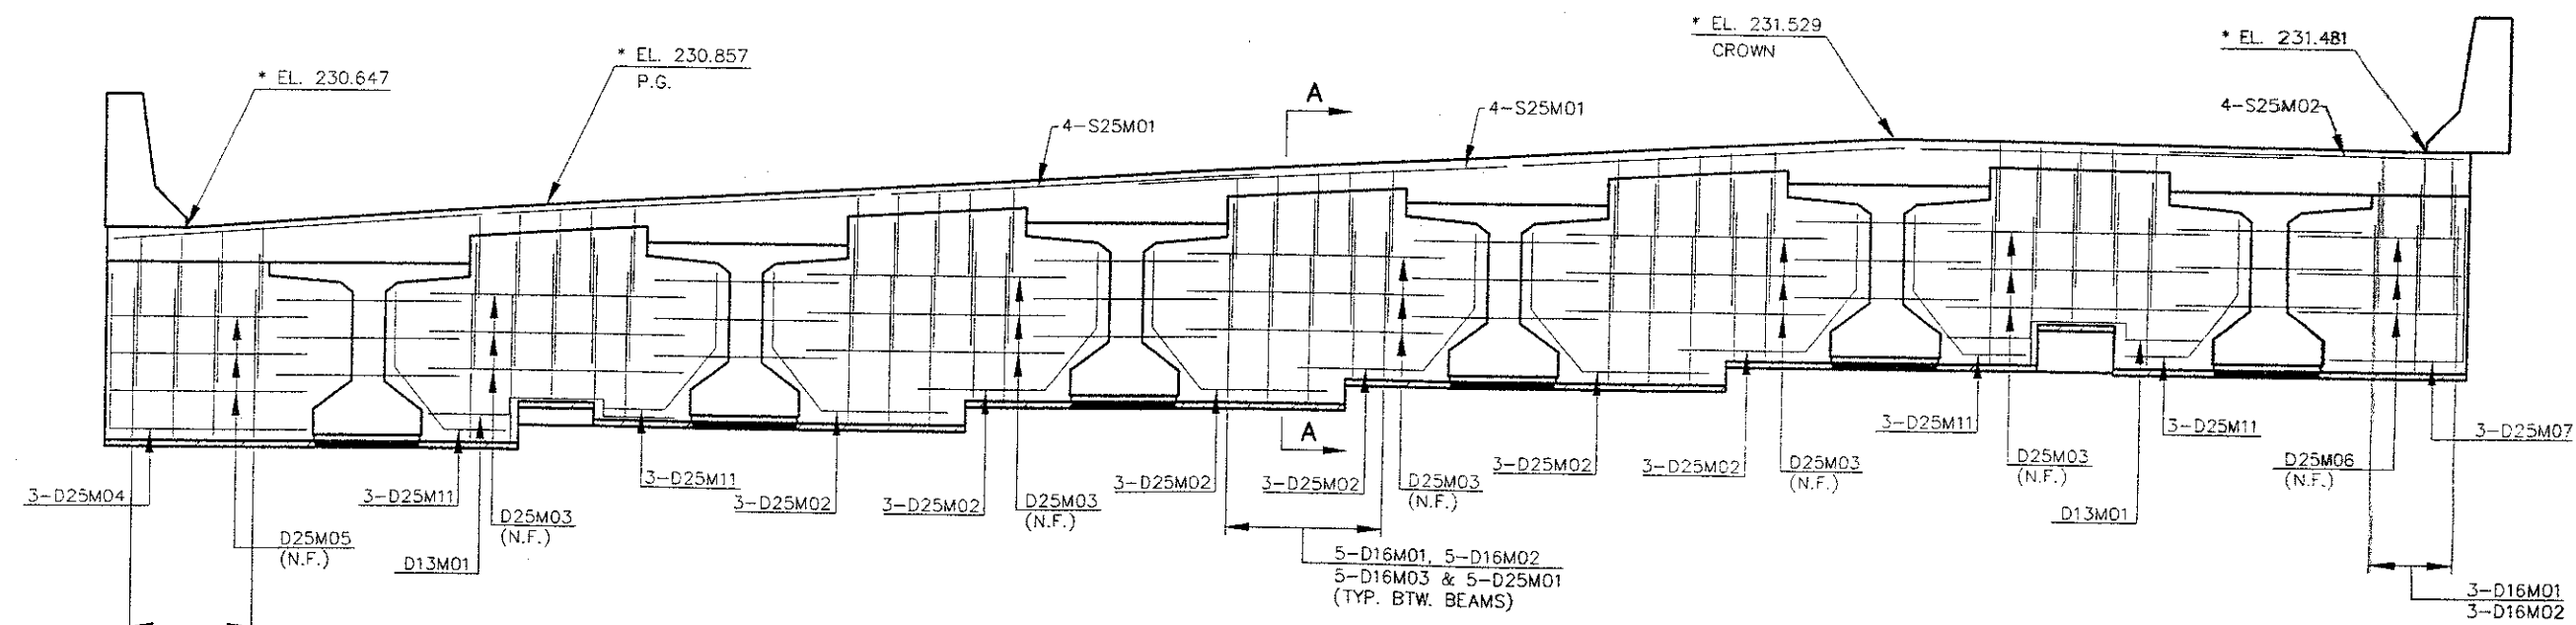 * EL. 230.647
* EL. 230.857
P.G.
4-S25M01
A
4-S25M01
* EL. 231.529
CROWN
* EL. 231.481
4-S25M02
A
3-D25M04
D25M05
(N.F.)
3-D25M11
D13M01
D25M03
(N.F.)
3-D25M11
3-D25M02
3-D25M02
D25M03
(N.F.)
3-D25M02
3-D25M02
D25M03
(N.F.)
5-D16M01, 5-D16M02
5-D16M03 & 5-D25M01
(TYP. BTW. BEAMS)
3-D25M02
3-D25M02
D25M03
(N.F.)
3-D25M11
D25M03
(N.F.)
D13M01
3-D25M11
D25M06
(N.F.)
3-D25M07
3-D16M01
3-D16M02